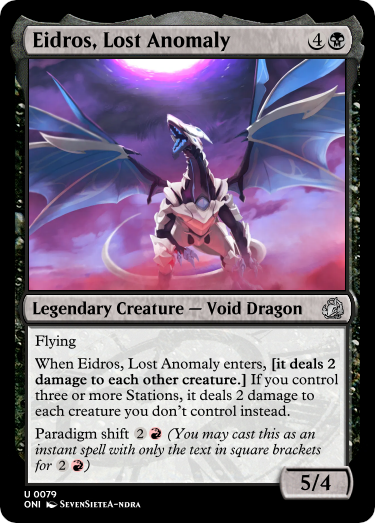 Eidros, Lost Anomaly 4
Legendary Creature — Void Dragon
Flying
When Eidros, Lost Anomaly enters, [it deals 2
damage to each other creature.] If you control
three or more Stations, it deals 2 damage to
each creature you don't control instead.
Paradigm shift 2 (You may cast this as an
instant spell with only the text in square brackets
for 2 )
5/4
U 0079
ONI SevenSieteA-ndra